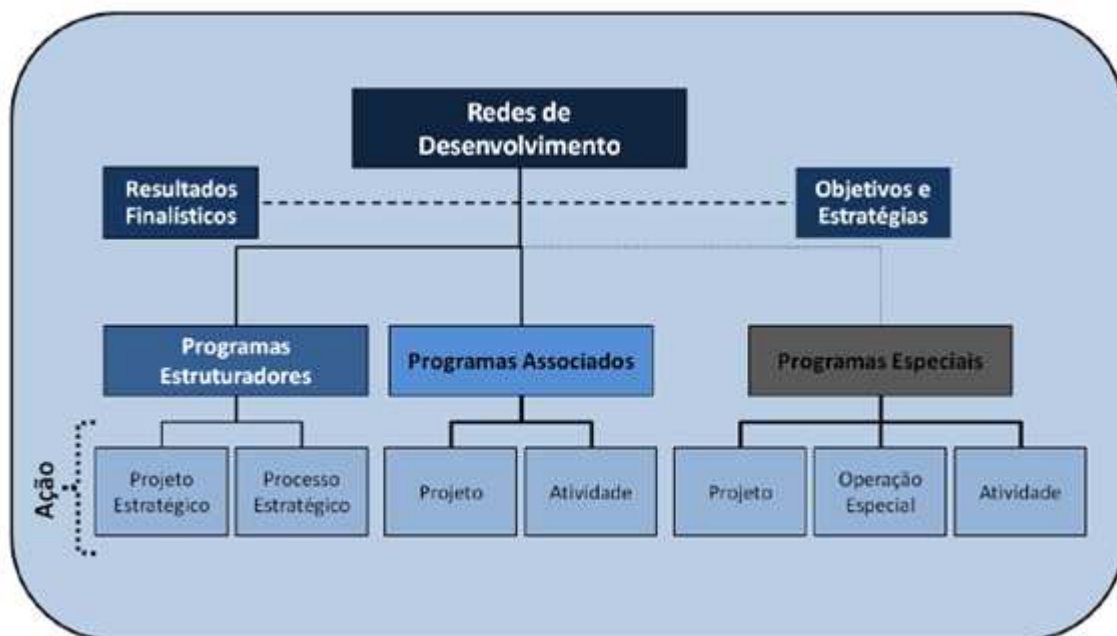 Redes de
Desenvolvimento
Resultados
Finalísticos
Objetivos e
Estratégias
Programas
Estruturadores
Programas Associados
Programas Especiais
Ação
Projeto
Estratégico
Processo
Estratégico
Projeto
Atividade
Projeto
Operação
Especial
Atividade